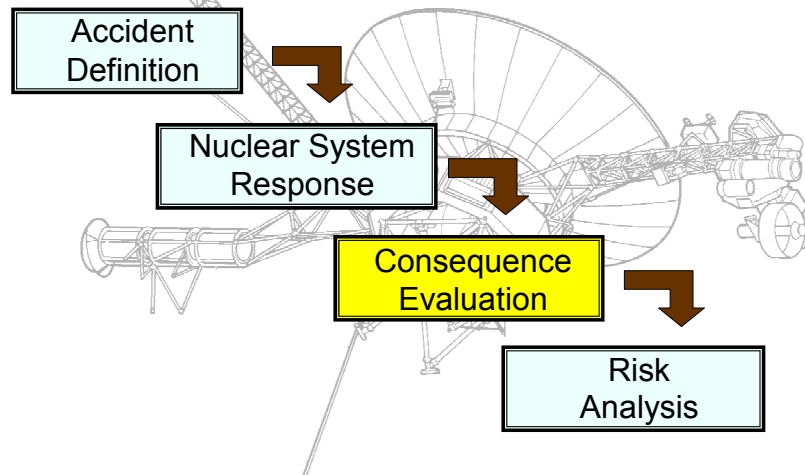 Accident
Definition
Nuclear System
Response
Consequence
Evaluation
Risk
Analysis